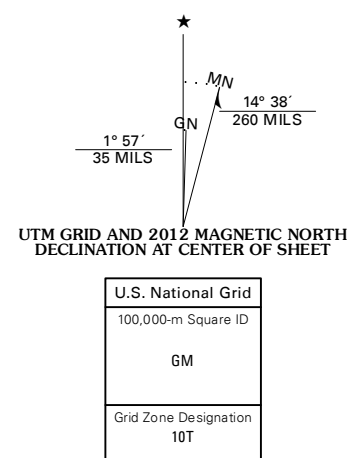 ★
MN
GN
14° 38´
260 MILS
1° 57´
35 MILS
UTM GRID AND 2012 MAGNETIC NORTH
DECLINATION AT CENTER OF SHEET
U.S. National Grid
100,000-m Square ID
GM
Grid Zone Designation
10T